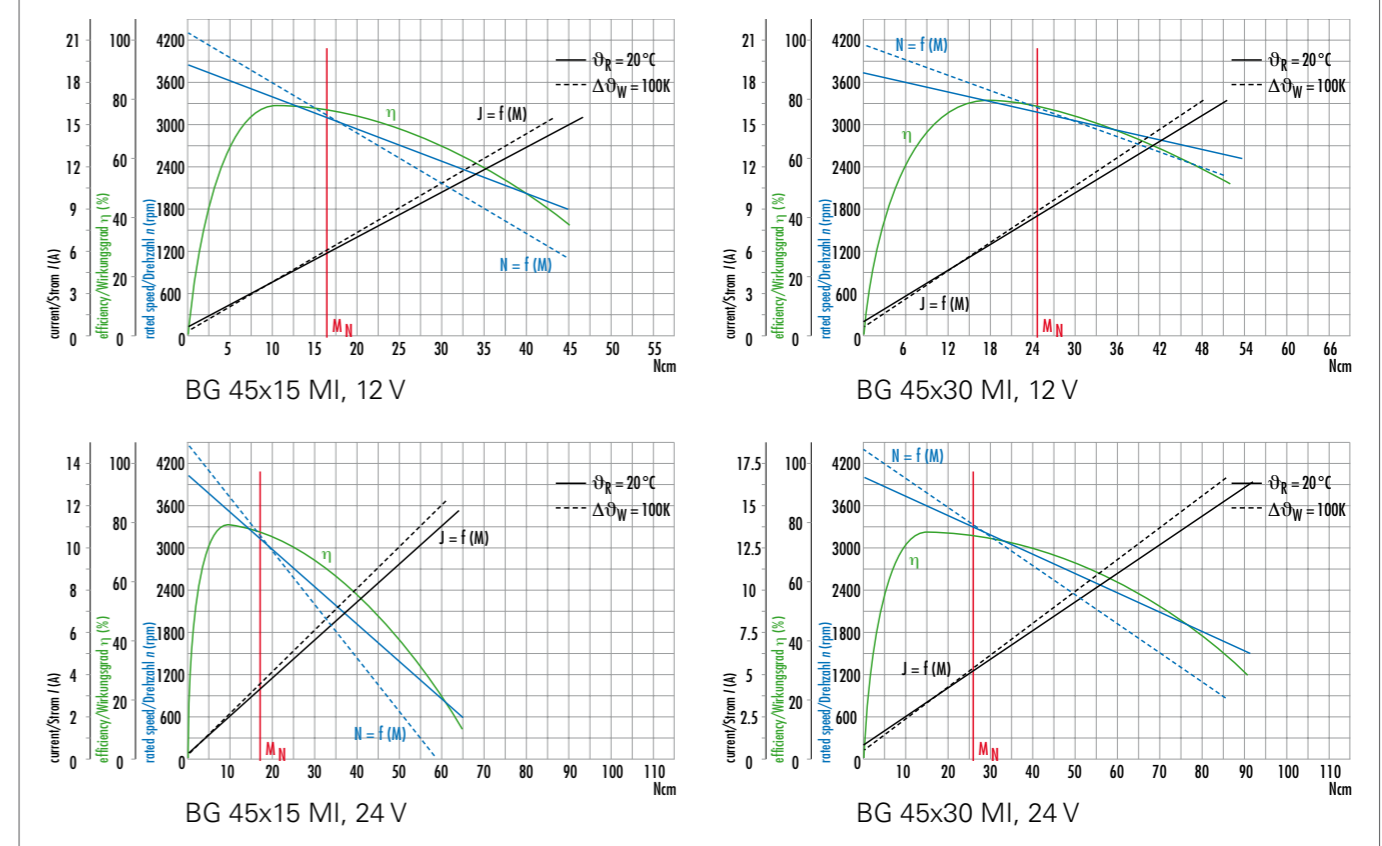 21 100 4200
18 3600
15 80 3000
12 60 2400
9 40 1800
6 1200
3 20 600
0 0 0
current/Strom I (A)
efficiency/Wirkungsgrad η (%)
rated speed/Drehzahl n (rpm)
ϑR = 20°C
ΔϑW = 100K
η
J = f (M)
N = f (M)
MN
5 10 15 20 25 30 35 40 45 50 55
Ncm
BG 45x15 MI, 12 V
21 100 4200
18 3600
15 80 3000
12 60 2400
9 40 1800
6 1200
3 20 600
0 0 0
current/Strom I (A)
efficiency/Wirkungsgrad η (%)
rated speed/Drehzahl n (rpm)
N = f (M)
ϑR = 20°C
ΔϑW = 100K
η
J = f (M)
MN
6 12 18 24 30 36 42 48 54 60 66
Ncm
BG 45x30 MI, 12 V
14 100 4200
12 3600
10 80 3000
8 60 2400
6 40 1800
4 1200
2 20 600
0 0 0
current/Strom I (A)
efficiency/Wirkungsgrad η (%)
rated speed/Drehzahl n (rpm)
ϑR = 20°C
ΔϑW = 100K
η
J = f (M)
N = f (M)
MN
10 20 30 40 50 60 70 80 90 100 110
Ncm
BG 45x15 MI, 24 V
17.5 100 4200
15 3600
12.5 80 3000
10 60 2400
7.5 40 1800
5 1200
2.5 20 600
0 0 0
current/Strom I (A)
efficiency/Wirkungsgrad η (%)
rated speed/Drehzahl n (rpm)
N = f (M)
ϑR = 20°C
ΔϑW = 100K
η
J = f (M)
MN
10 20 30 40 50 60 70 80 90 100 110
Ncm
BG 45x30 MI, 24 V